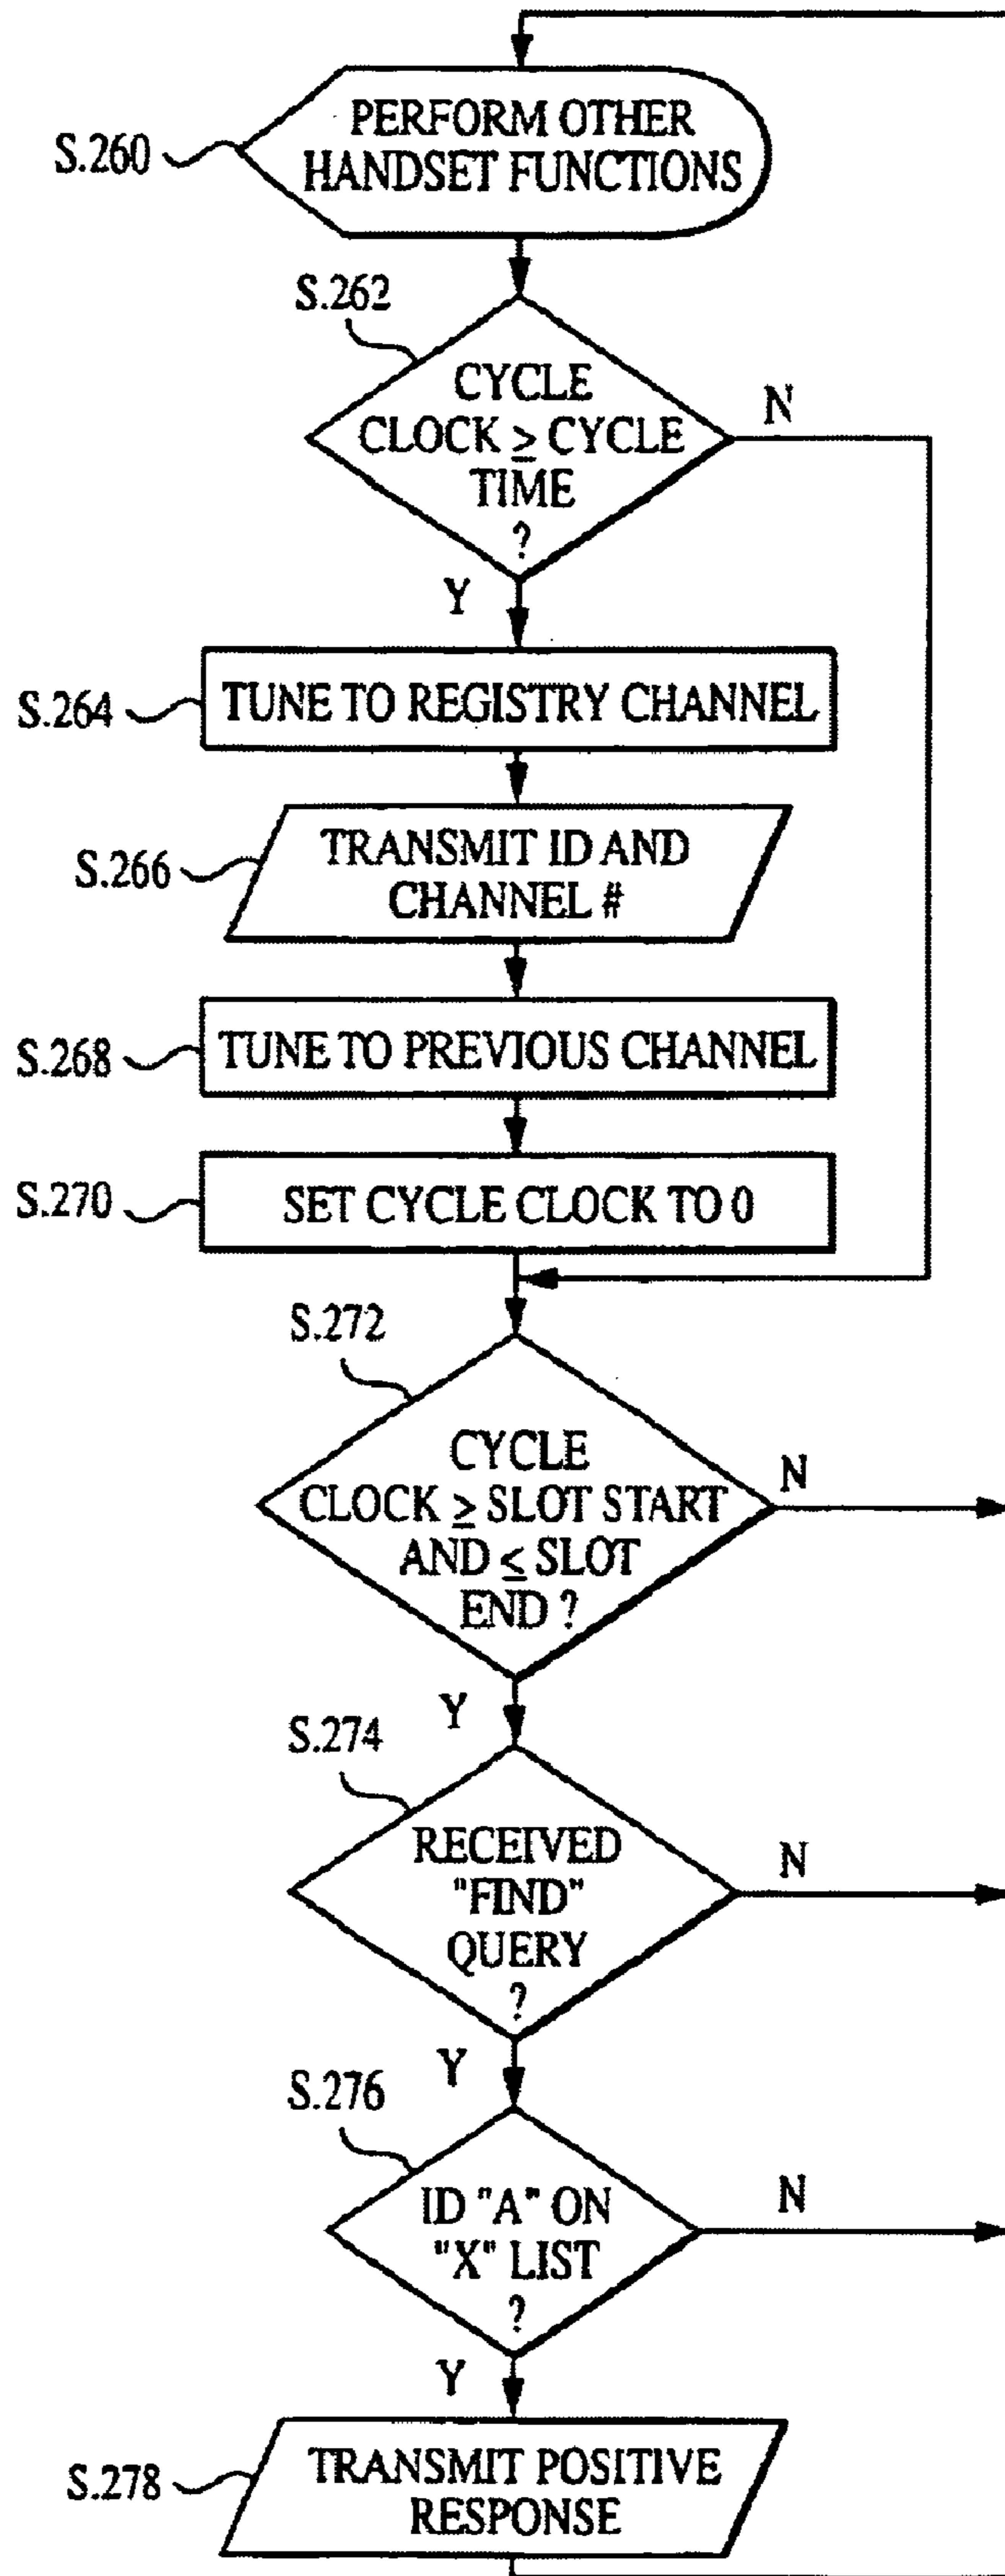 PERFORM OTHER
S.260
HANDSET FUNCTIONS
S.262
CYCLE
CLOCK ≥ CYCLE
TIME
?
N
Y
S.264
TUNE TO REGISTRY CHANNEL
S.266
TRANSMIT ID AND
CHANNEL #
S.268
TUNE TO PREVIOUS CHANNEL
S.270
SET CYCLE CLOCK TO 0
S.272
CYCLE
CLOCK ≥ SLOT START
AND ≤ SLOT
END ?
N
Y
S.274
RECEIVED
"FIND"
QUERY
?
N
Y
S.276
ID "A" ON
"X" LIST
?
N
Y
S.278
TRANSMIT POSITIVE
RESPONSE